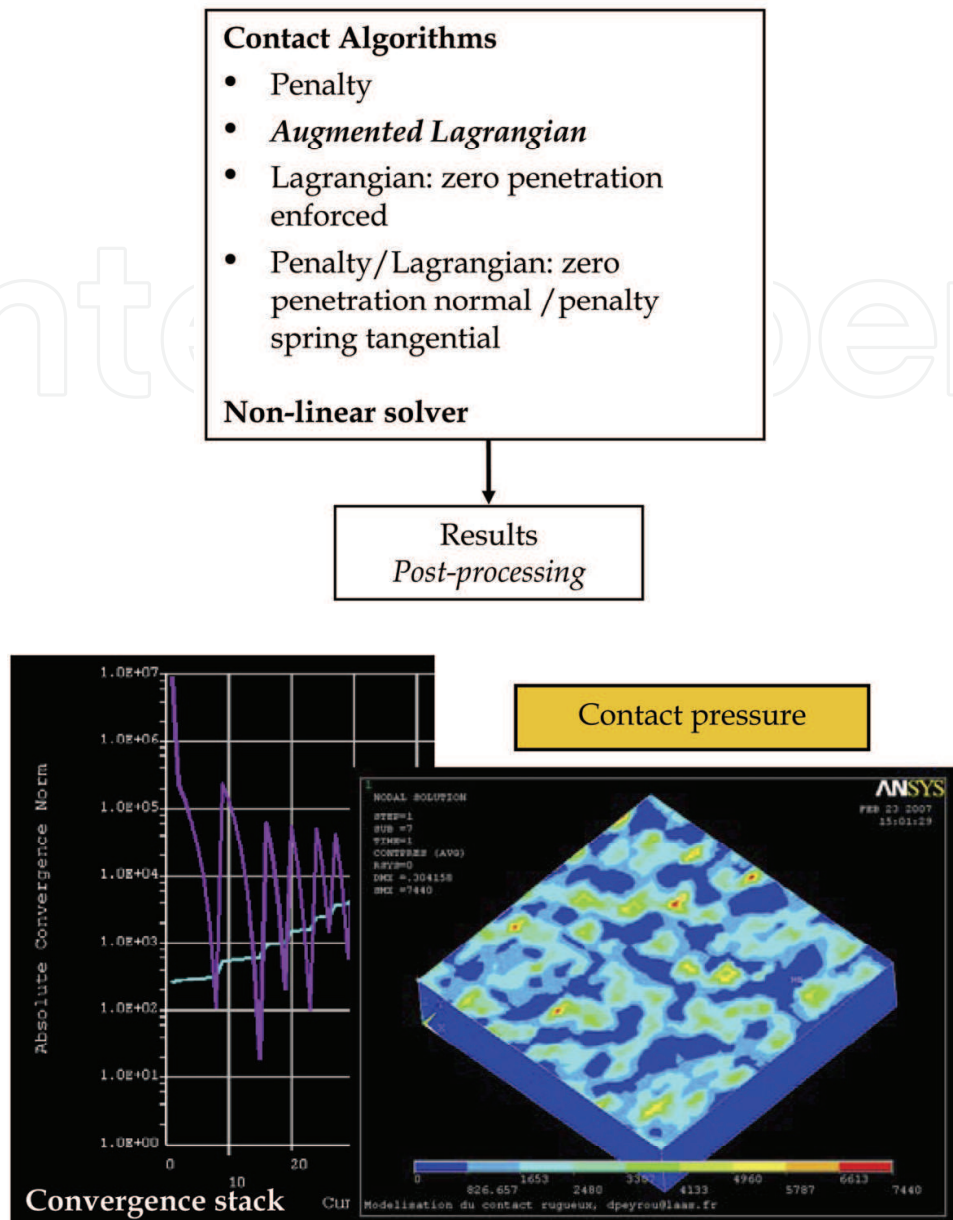 Contact Algorithms
• Penalty
• Augmented Lagrangian
• Lagrangian: zero penetration
enforced
• Penalty/Lagrangian: zero
penetration normal /penalty
spring tangential
Non-linear solver
Results
Post-processing
Absolute Convergence Norm
1.0E+07
1.0E+06
1.0E+05
1.0E+04
1.0E+03
1.0E+02
1.0E+01
1.0E+00
0
10
20
Cur
Convergence stack
Contact pressure
1
NODAL SOLUTION
STEP=1
SUB =7
TIME=1
CONTPRES (AVG)
RSYS=0
DMX =.304158
SMX =7440
ANSYS
FEB 23 2007
15:01:29
0 1653 4960 6613
826.657 2480 4133 5787 7440
Modelisation du contact rugueux, dpeyrou@laas.fr